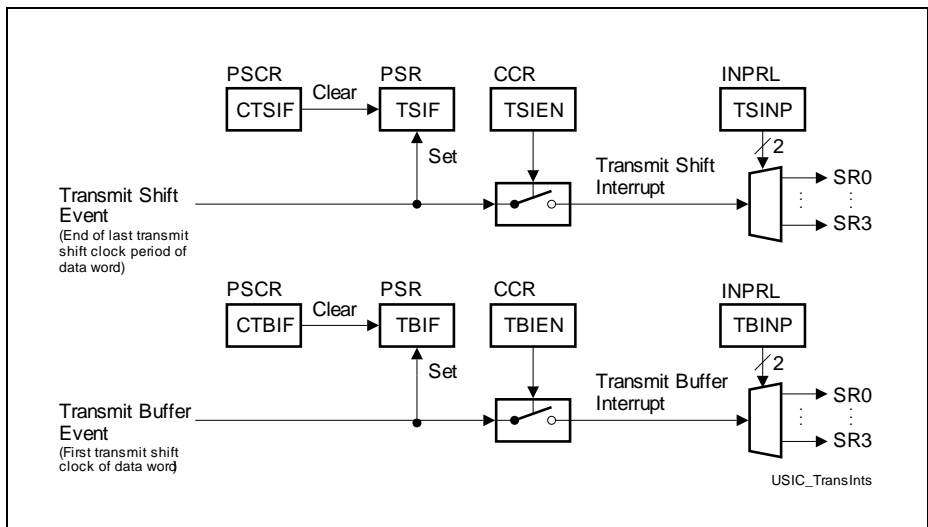 PSCR PSR CCR INPRL
CTSIF Clear TSIF TSIEN TSINP
Set 2
Transmit Shift
Interrupt
SR0
SR3
Transmit Shift
Event
(End of last transmit
shift clock period of
data word)
PSCR PSR CCR INPRL
CTBIF Clear TBIF TBIEN TBINP
Set 2
Transmit Buffer
Interrupt
SR0
SR3
Transmit Buffer
Event
(First transmit shift
clock of data word)
USIC_TransInts